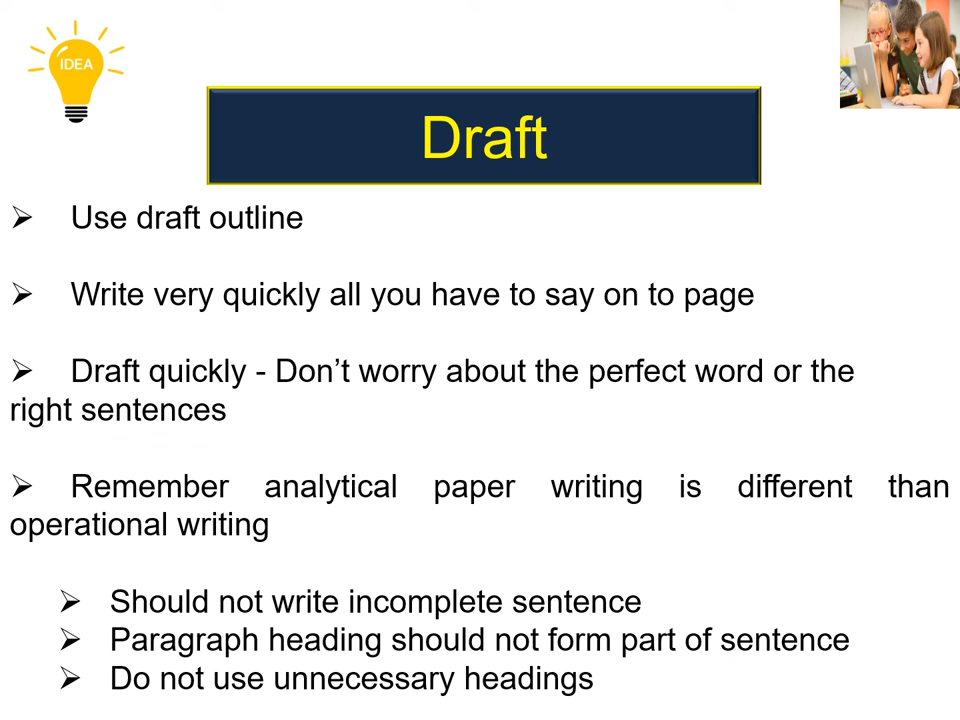 IDEA
Draft
➢ Use draft outline
➢ Write very quickly all you have to say on to page
➢ Draft quickly - Don’t worry about the perfect word or the
right sentences
➢ Remember analytical paper writing is different than
operational writing
➢ Should not write incomplete sentence
➢ Paragraph heading should not form part of sentence
➢ Do not use unnecessary headings